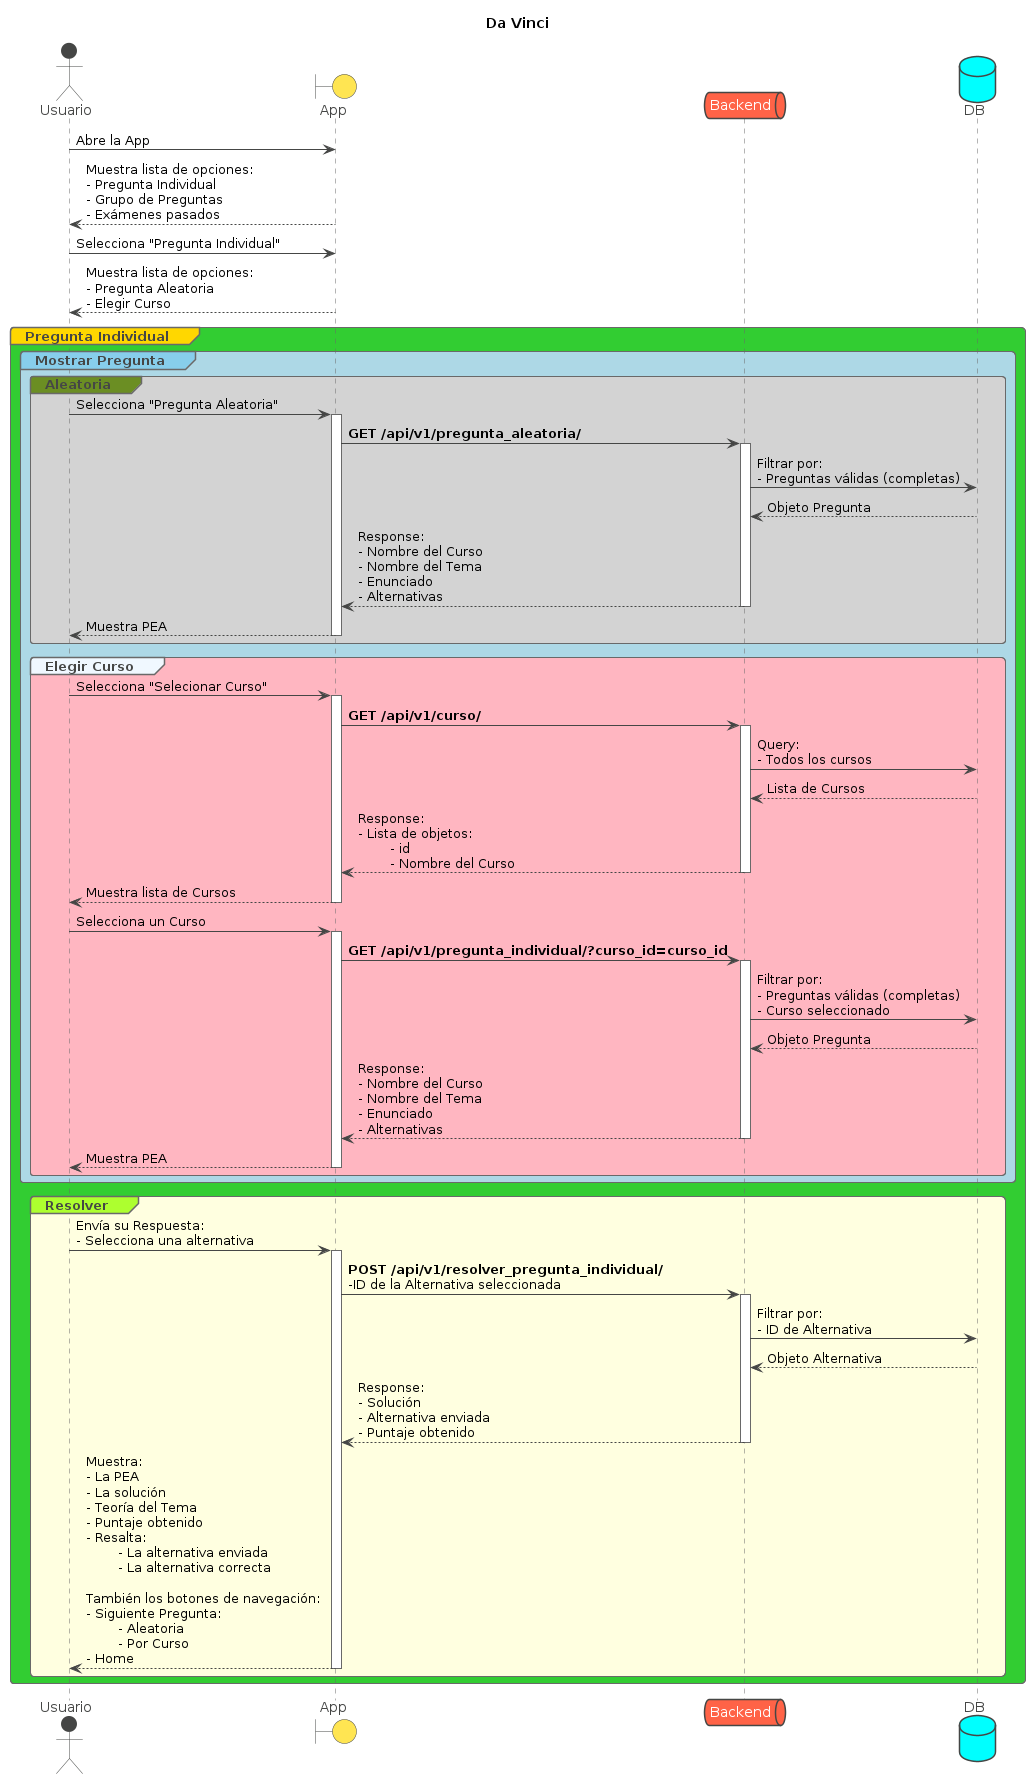 Da Vinci
Usuario
App
Backend
DB
Abre la App
Muestra lista de opciones:
- Pregunta Individual
- Grupo de Preguntas
- Exámenes pasados
Selecciona "Pregunta Individual"
Muestra lista de opciones:
- Pregunta Aleatoria
- Elegir Curso
Pregunta Individual
Mostrar Pregunta
Aleatoria
Selecciona "Pregunta Aleatoria"
GET /api/v1/pregunta_aleatoria/
Filtrar por:
- Preguntas válidas (completas)
Objeto Pregunta
Response:
- Nombre del Curso
- Nombre del Tema
- Enunciado
- Alternativas
Muestra PEA
Elegir Curso
Selecciona "Selecionar Curso"
GET /api/v1/curso/
Query:
- Todos los cursos
Lista de Cursos
Response:
- Lista de objetos:
- id
- Nombre del Curso
Muestra lista de Cursos
Selecciona un Curso
GET /api/v1/pregunta_individual/?curso_id=curso_id
Filtrar por:
- Preguntas válidas (completas)
- Curso seleccionado
Objeto Pregunta
Response:
- Nombre del Curso
- Nombre del Tema
- Enunciado
- Alternativas
Muestra PEA
Resolver
Envía su Respuesta:
- Selecciona una alternativa
POST /api/v1/resolver_pregunta_individual/
-ID de la Alternativa seleccionada
Filtrar por:
- ID de Alternativa
Objeto Alternativa
Response:
- Solución
- Alternativa enviada
- Puntaje obtenido
Muestra:
- La PEA
- La solución
- Teoría del Tema
- Puntaje obtenido
- Resalta:
- La alternativa enviada
- La alternativa correcta
También los botones de navegación:
- Siguiente Pregunta:
- Aleatoria
- Por Curso
- Home
Usuario
App
Backend
DB